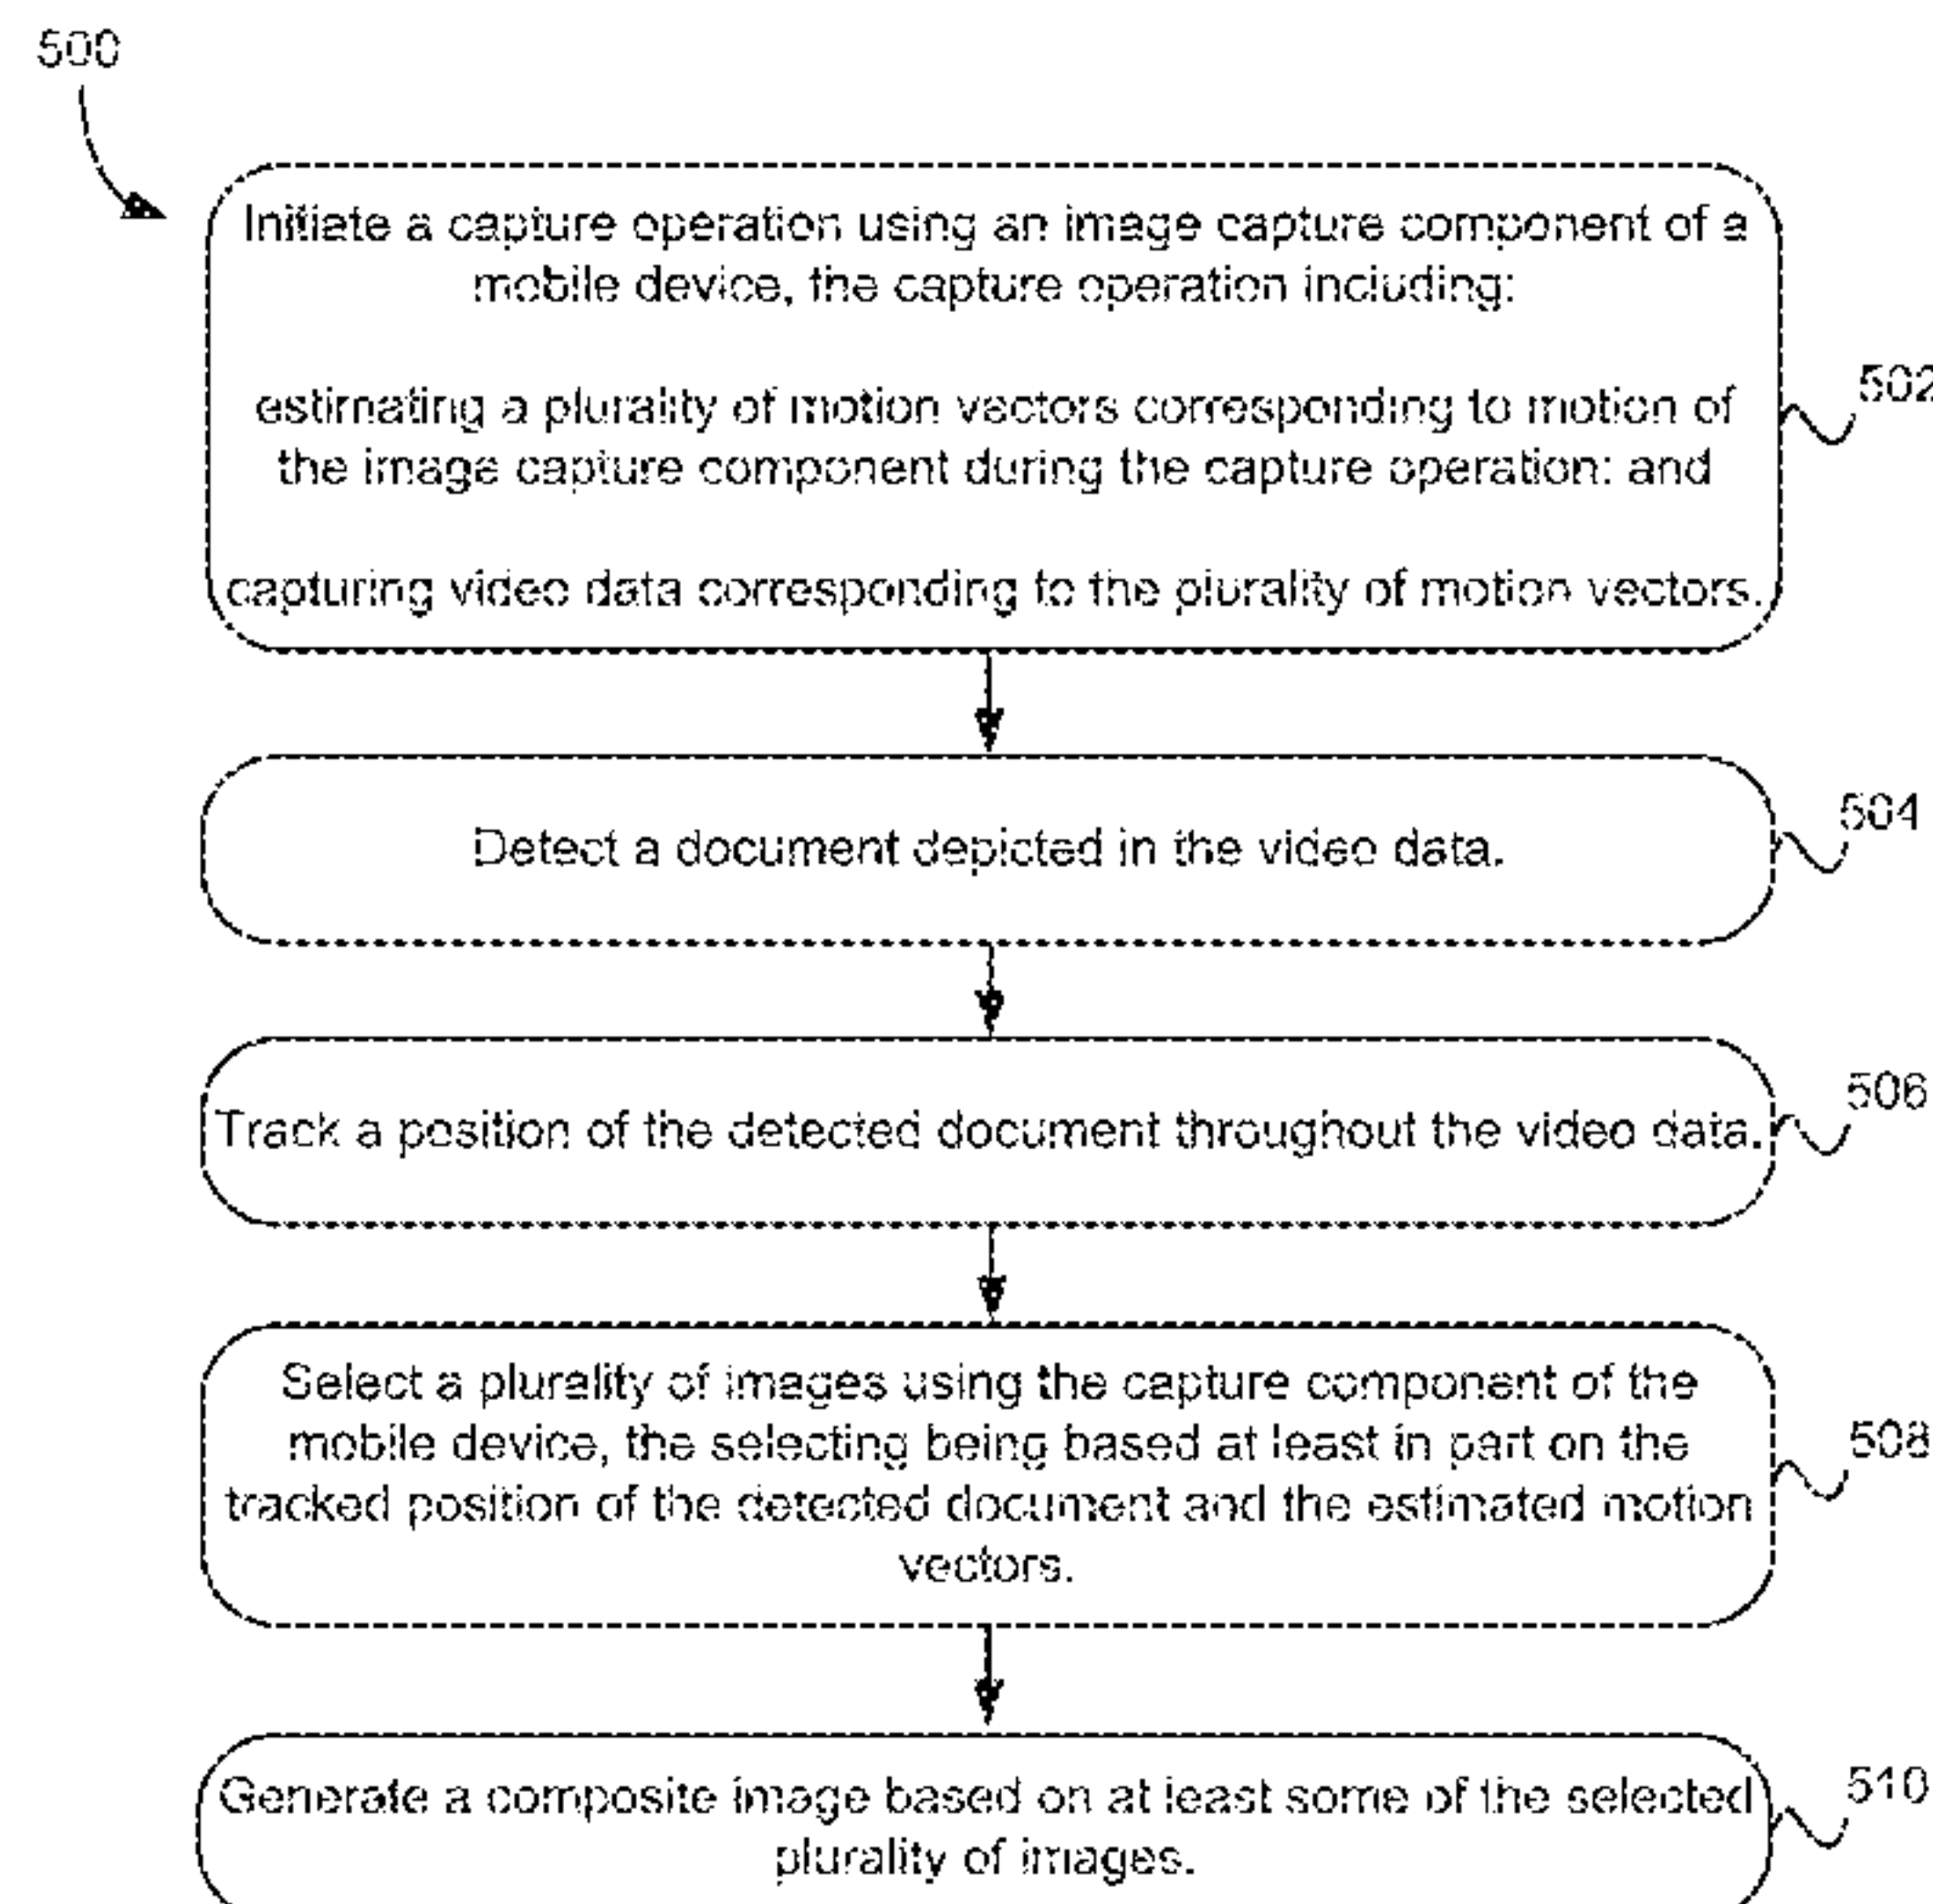 500
Initiate a capture operation using an image capture component of a
mobile device, the capture operation including:
estimating a plurality of motion vectors corresponding to motion of
the image capture component during the capture operation: and
capturing video data corresponding to the plurality of motion vectors.
502
Detect a document depicted in the video data.
504
Track a position of the detected document throughout the video data.
506
Select a plurality of images using the capture component of the
mobile device, the selecting being based at least in part on the
tracked position of the detected document and the estimated motion
vectors.
508
Generate a composite image based on at least some of the selected
plurality of images.
510